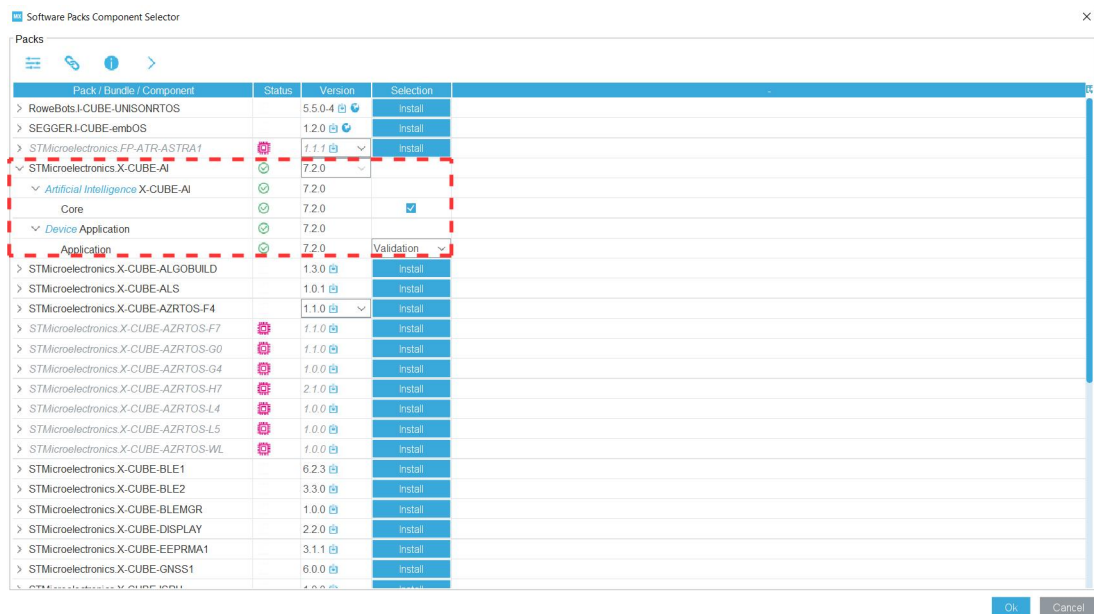 MX Software Packs Component Selector
Packs
Pack / Bundle / Component Status Version Selection
RoweBots.I-CUBE-UNISONRTOS 5.5.0-4 Install
SEGGER.I-CUBE-embOS 1.2.0 Install
STMicroelectronics.FP-ATR-ASTRA1 1.1.1
STMicroelectronics.X-CUBE-AI 7.2.0
Artificial Intelligence X-CUBE-AI 7.2.0
Core 7.2.0
Device Application 7.2.0
Application 7.2.0 Validation
STMicroelectronics.X-CUBE-ALGOBUILD 1.3.0 Install
STMicroelectronics.X-CUBE-ALS 1.0.1 Install
STMicroelectronics.X-CUBE-AZRTOS-F4 1.1.0 Install
STMicroelectronics.X-CUBE-AZRTOS-F7 1.1.0 Install
STMicroelectronics.X-CUBE-AZRTOS-G0 1.1.0 Install
STMicroelectronics.X-CUBE-AZRTOS-G4 1.0.0 Install
STMicroelectronics.X-CUBE-AZRTOS-H7 2.1.0 Install
STMicroelectronics.X-CUBE-AZRTOS-L4 1.0.0 Install
STMicroelectronics.X-CUBE-AZRTOS-L5 1.0.0 Install
STMicroelectronics.X-CUBE-AZRTOS-WL 1.0.0 Install
STMicroelectronics.X-CUBE-BLE1 6.2.3 Install
STMicroelectronics.X-CUBE-BLE2 3.3.0 Install
STMicroelectronics.X-CUBE-BLEMGR 1.0.0 Install
STMicroelectronics.X-CUBE-DISPLAY 2.2.0 Install
STMicroelectronics.X-CUBE-EEPRMA1 3.1.1 Install
STMicroelectronics.X-CUBE-GNSS1 6.0.0 Install
Ok Cancel